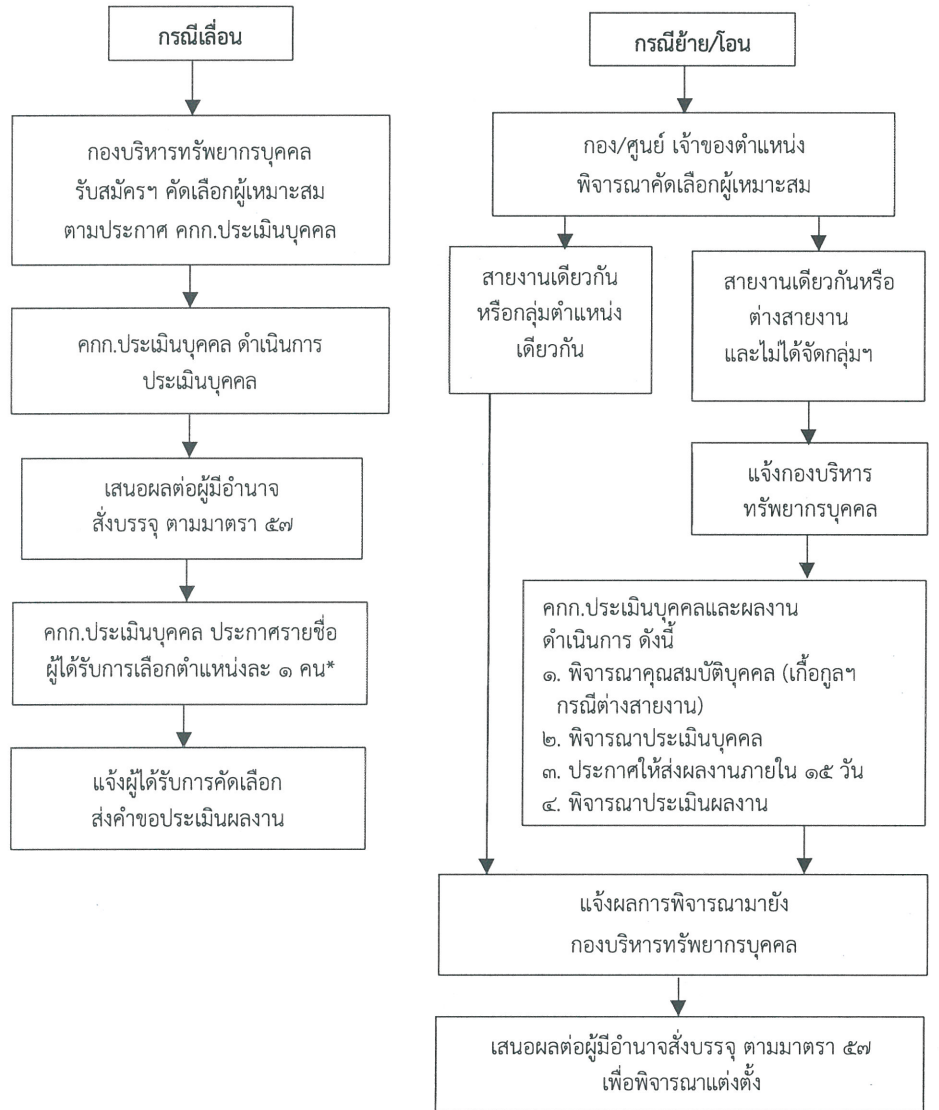 กรณีเลื่อน
กองบริหารทรัพยากรบุคคล
รับสมัครฯ คัดเลือกผู้เหมาะสม
ตามประกาศ คกก.ประเมินบุคคล
คกก.ประเมินบุคคล ดำเนินการ
ประเมินบุคคล
เสนอผลต่อผู้มีอำนาจ
สั่งบรรจุ ตามมาตรา ๕๗
คกก.ประเมินบุคคล ประกาศรายชื่อ
ผู้ได้รับการเลือกตำแหน่งละ ๑ คน*
แจ้งผู้ได้รับการคัดเลือก
ส่งคำขอประเมินผลงาน
กรณีย้าย/โอน
กอง/ศูนย์ เจ้าของตำแหน่ง
พิจารณาคัดเลือกผู้เหมาะสม
สายงานเดียวกัน
หรือกลุ่มตำแหน่ง
เดียวกัน
สายงานเดียวกันหรือ
ต่างสายงาน
และไม่ได้จัดกลุ่มฯ
แจ้งกองบริหาร
ทรัพยากรบุคคล
คกก.ประเมินบุคคลและผลงาน
ดำเนินการ ดังนี้
๑. พิจารณาคุณสมบัติบุคคล (เกื้อกูลฯ
กรณีต่างสายงาน)
๒. พิจารณาประเมินบุคคล
๓. ประกาศให้ส่งผลงานภายใน ๑๕ วัน
๔. พิจารณาประเมินผลงาน
แจ้งผลการพิจารณามายัง
กองบริหารทรัพยากรบุคคล
เสนอผลต่อผู้มีอำนาจสั่งบรรจุ ตามมาตรา ๕๗
เพื่อพิจารณาแต่งตั้ง